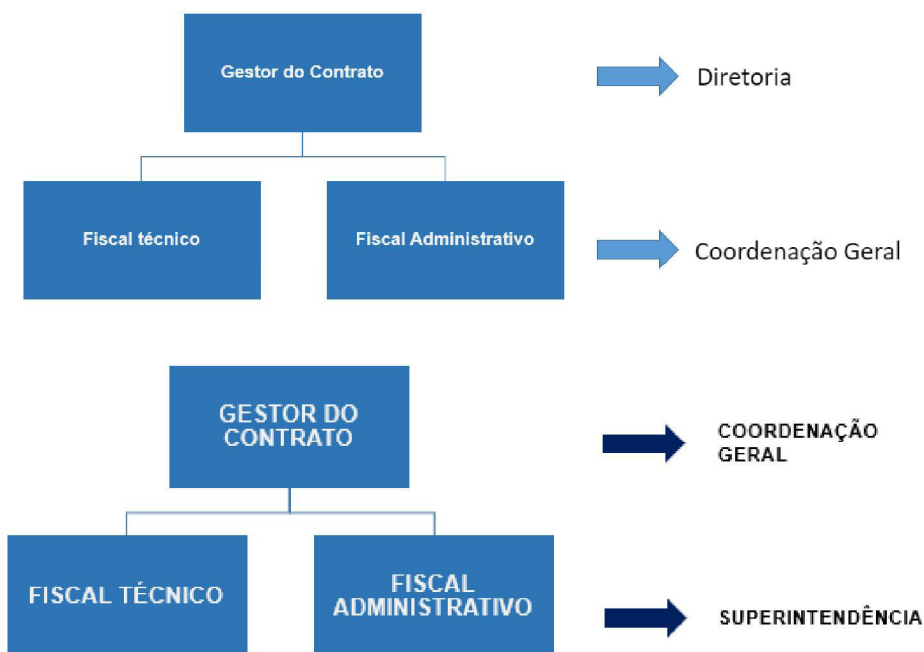 Gestor do Contrato
Diretoria
Fiscal técnico
Fiscal Administrativo
Coordenação Geral
GESTOR DO
CONTRATO
COORDENAÇÃO
GERAL
FISCAL TÉCNICO
FISCAL
ADMINISTRATIVO
SUPERINTENDÊNCIA